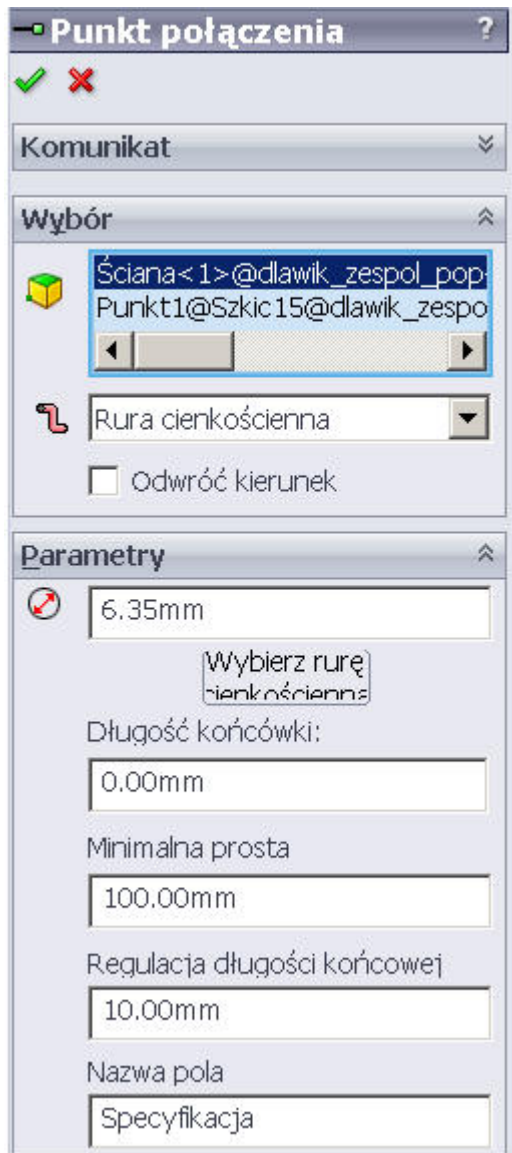 Punkt połączenia ?
Komunikat
Wybór
Ściana<1>@dlawik_zespol_pop
Punkt1@Szkic15@dlawik_zespo
Rura cienkościenna
Odwróć kierunek
Parametry
6.35mm
Wybierz rurę
cienkościenną
Długość końcówki:
0.00mm
Minimalna prosta
100.00mm
Regulacja długości końcowej
10.00mm
Nazwa pola
Specyfikacja